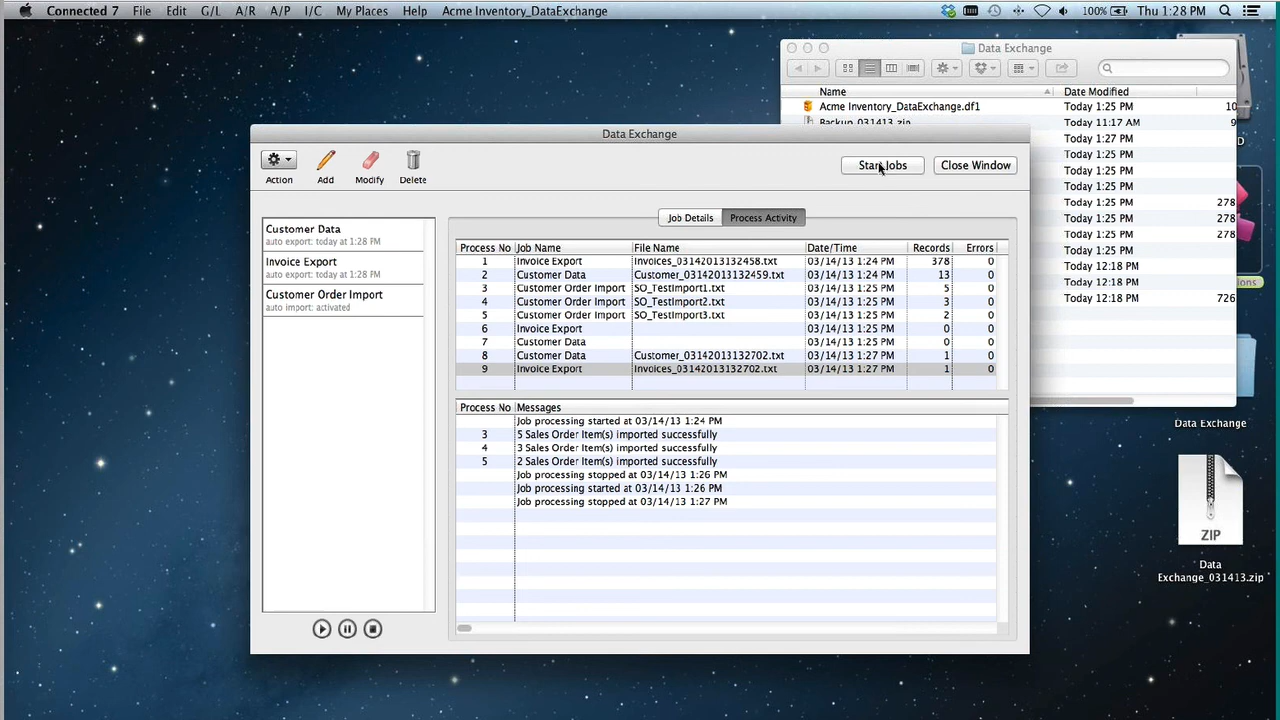 Connected 7 File Edit G/L A/R A/P I/C My Places Help Acme Inventory_DataExchange 100% Thu 1:28 PM
Data Exchange
Name Date Modified
Acme Inventory_DataExchange.df1 Today 1:25 PM 10
Backup_031413.zip Today 11:17 AM 9
Today 1:27 PM
Today 1:25 PM
Today 1:25 PM
Today 1:25 PM
Today 1:25 PM 278
Today 1:25 PM 278
Today 1:25 PM 278
Today 1:25 PM
Today 12:18 PM
Today 12:18 PM
Today 12:18 PM 726
D
ions
Data Exchange
ZIP
Data
Exchange_031413.zip
Data Exchange
Action Add Modify Delete Start Jobs Close Window
Customer Data
auto export: today at 1:28 PM
Invoice Export
auto export: today at 1:28 PM
Customer Order Import
auto import: activated
Job Details Process Activity
Process No Job Name File Name Date/Time Records Errors
1 Invoice Export Invoices_03142013132458.txt 03/14/13 1:24 PM 378 0
2 Customer Data Customer_03142013132459.txt 03/14/13 1:24 PM 13 0
3 Customer Order Import SO_TestImport1.txt 03/14/13 1:25 PM 5 0
4 Customer Order Import SO_TestImport2.txt 03/14/13 1:25 PM 3 0
5 Customer Order Import SO_TestImport3.txt 03/14/13 1:25 PM 2 0
6 Invoice Export 03/14/13 1:25 PM 0 0
7 Customer Data 03/14/13 1:25 PM 0 0
8 Customer Data Customer_03142013132702.txt 03/14/13 1:27 PM 1 0
9 Invoice Export Invoices_03142013132702.txt 03/14/13 1:27 PM 1 0
Process No Messages
Job processing started at 03/14/13 1:24 PM
3 5 Sales Order Item(s) imported successfully
4 3 Sales Order Item(s) imported successfully
5 2 Sales Order Item(s) imported successfully
Job processing stopped at 03/14/13 1:26 PM
Job processing started at 03/14/13 1:26 PM
Job processing stopped at 03/14/13 1:27 PM